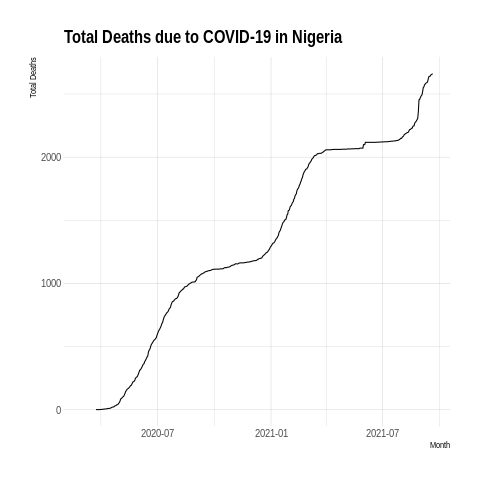 Total Deaths due to COVID-19 in Nigeria
Total Deaths
2000
1000
0
2020-07 2021-01 2021-07
Month